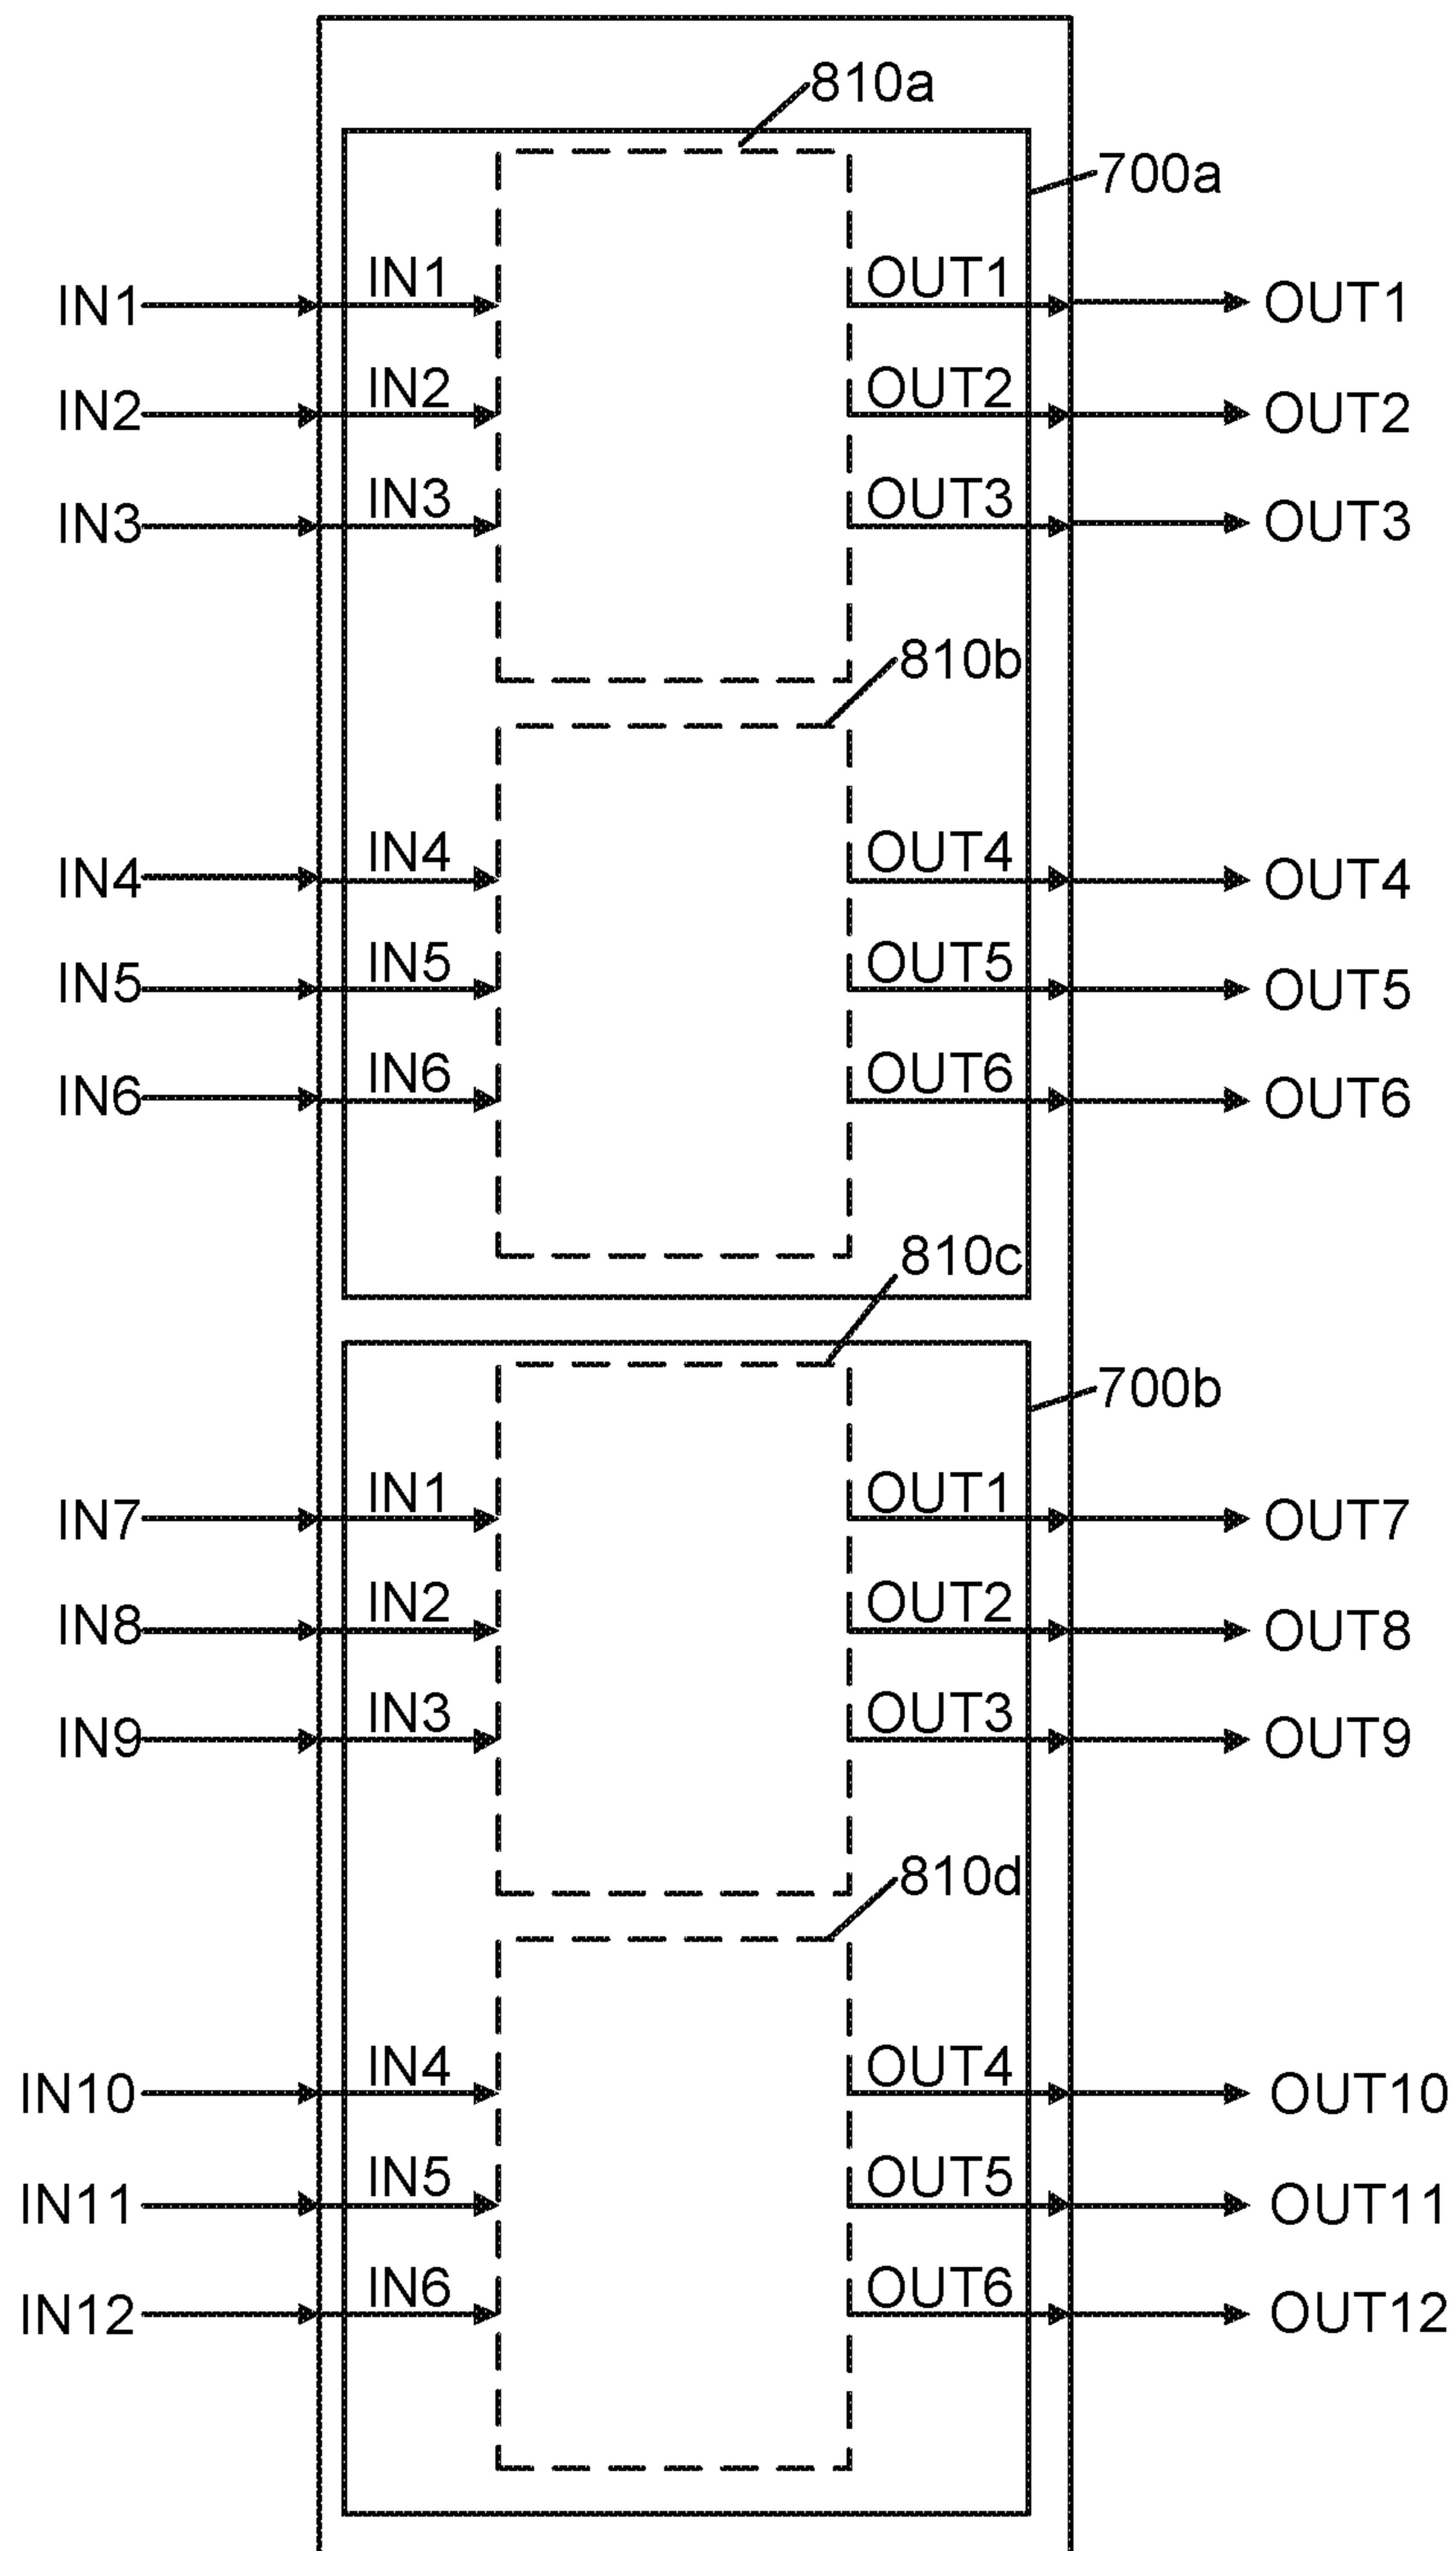 810a
700a
IN1 IN1 OUT1 OUT1
IN2 IN2 OUT2 OUT2
IN3 IN3 OUT3 OUT3
810b
IN4 IN4 OUT4 OUT4
IN5 IN5 OUT5 OUT5
IN6 IN6 OUT6 OUT6
810c
700b
IN7 IN1 OUT1 OUT7
IN8 IN2 OUT2 OUT8
IN9 IN3 OUT3 OUT9
810d
IN10 IN4 OUT4 OUT10
IN11 IN5 OUT5 OUT11
IN12 IN6 OUT6 OUT12